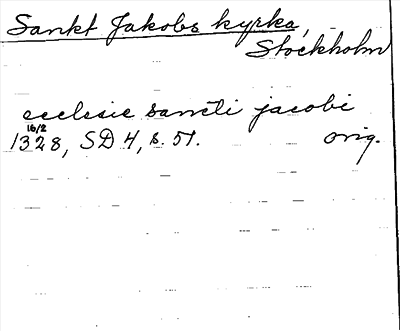 Sankt Jakobs kyrka,
Stockholm
ecclesie sancti jacobi
16/2
1328, SD 4, s. 51. orig.